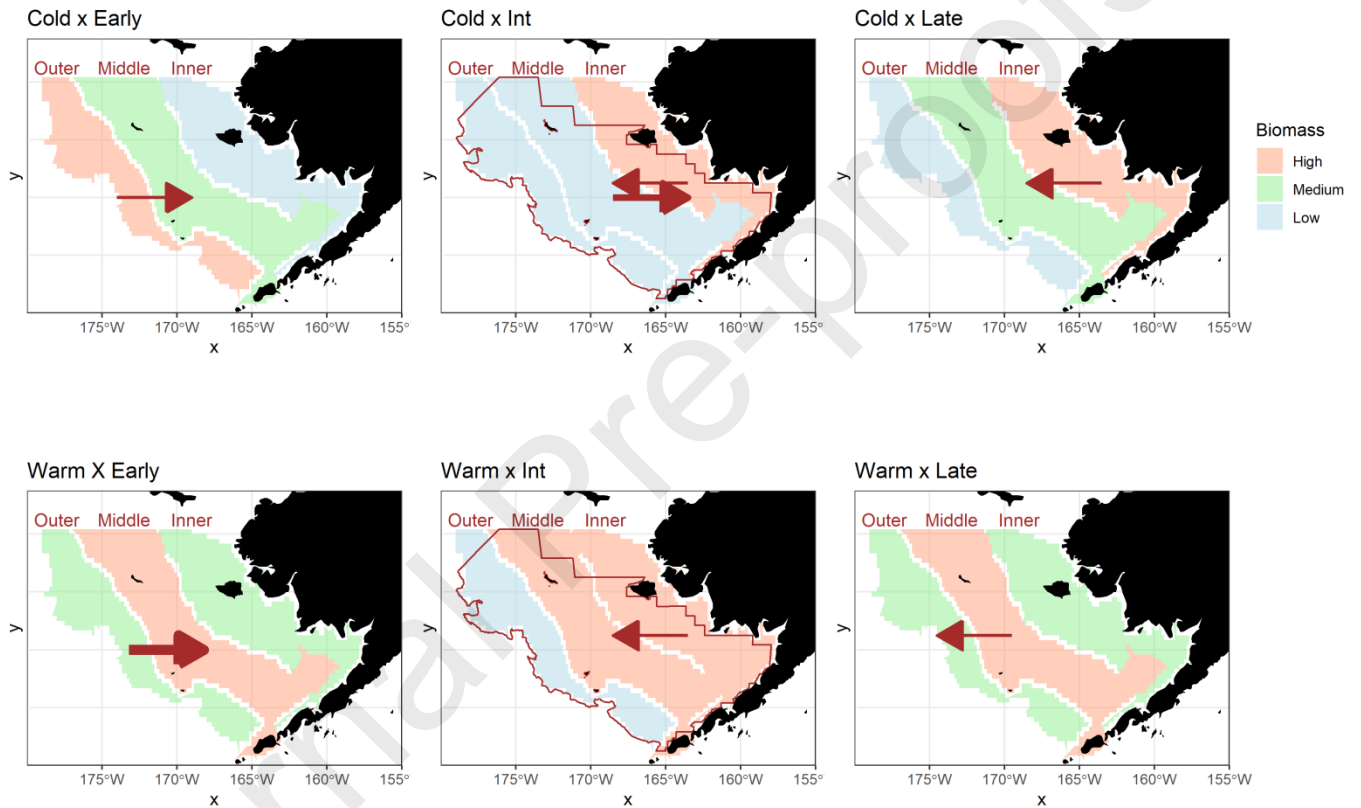 Cold x Early
Cold x Int
Cold x Late
Outer Middle Inner
Outer Middle Inner
Outer Middle Inner
y
y
y
175°W 170°W 165°W 160°W 155°
175°W 170°W 165°W 160°W 155°
175°W 170°W 165°W 160°W 155°W
x
x
x
Biomass
High
Medium
Low
Warm X Early
Warm x Int
Warm x Late
Outer Middle Inner
Outer Middle Inner
Outer Middle Inner
y
y
y
175°W 170°W 165°W 160°W 155°
175°W 170°W 165°W 160°W 155°
175°W 170°W 165°W 160°W 155°W
x
x
x
rnal Pre-proofs